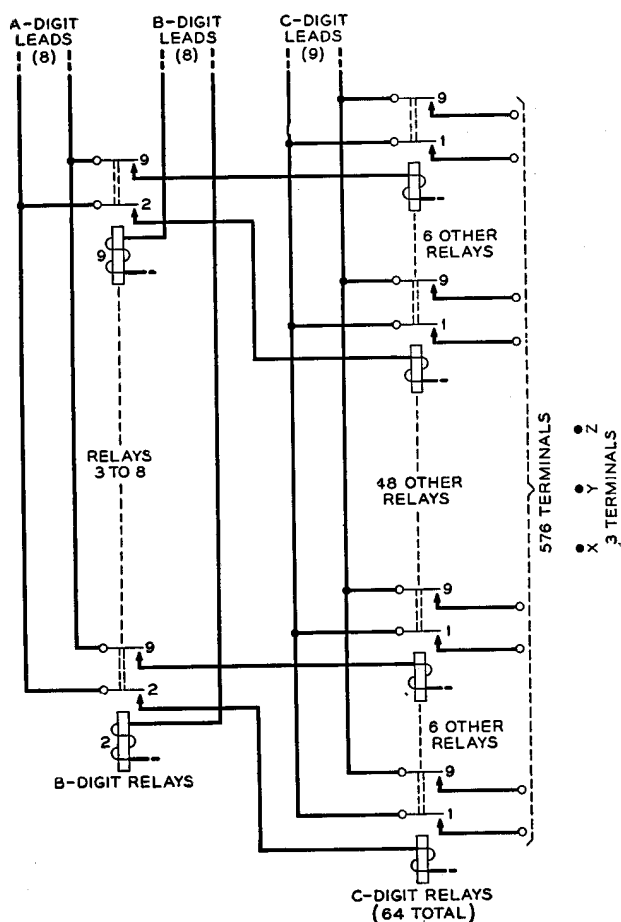 A-DIGIT
LEADS
(8)
B-DIGIT
LEADS
(8)
C-DIGIT
LEADS
(9)
9
2
9
RELAYS
3 TO 8
9
2
2
B-DIGIT RELAYS
9
1
6 OTHER
RELAYS
9
1
48 OTHER
RELAYS
9
1
6 OTHER
RELAYS
9
1
C-DIGIT RELAYS
(64 TOTAL)
576 TERMINALS
X
Y
Z
3 TERMINALS